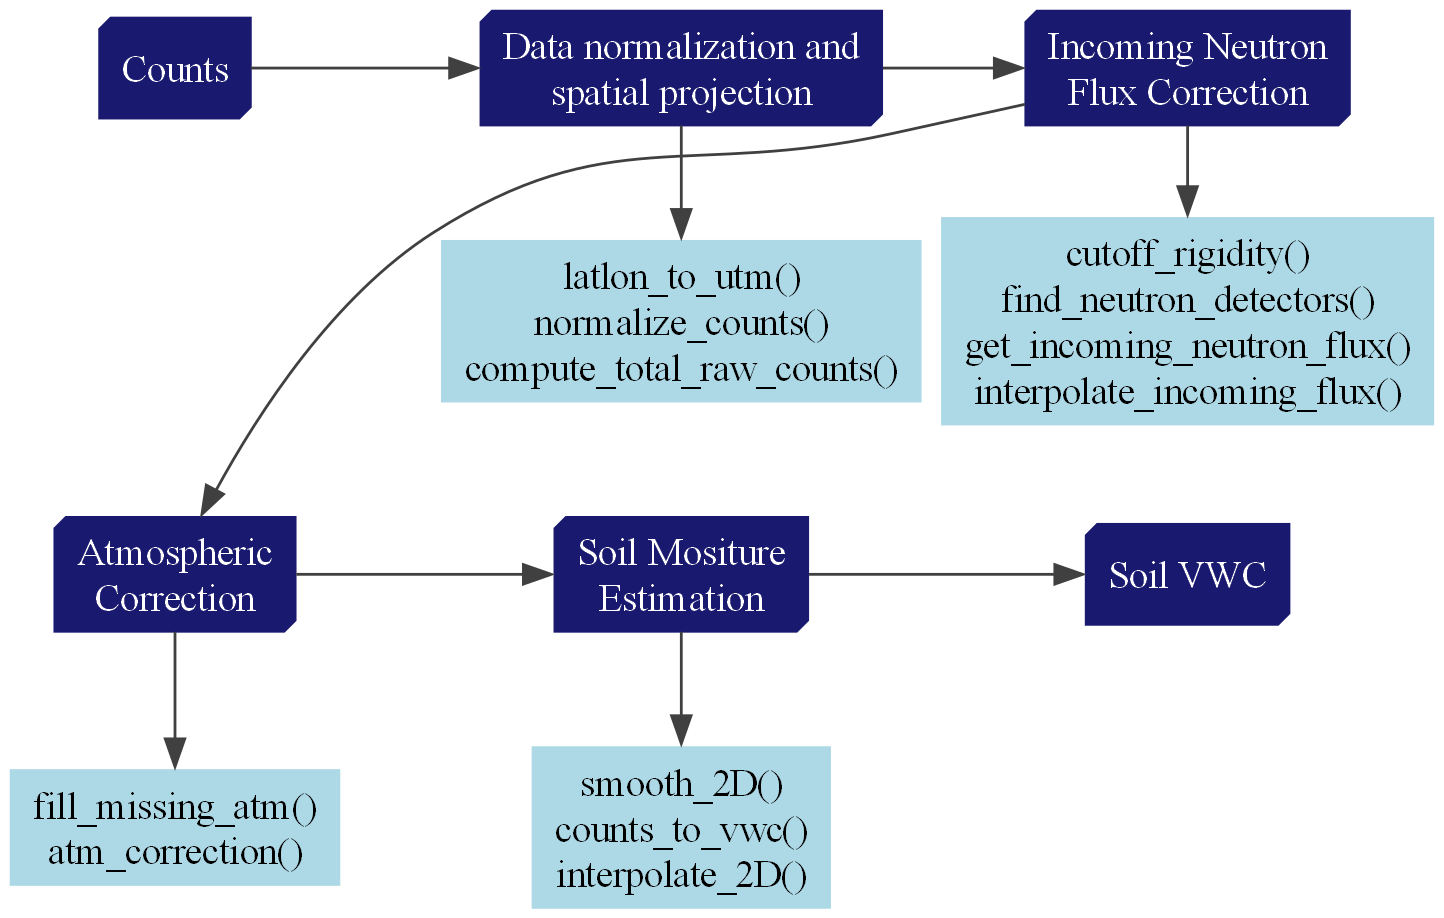 Counts
Data normalization and
spatial projection
Incoming Neutron
Flux Correction
latlon_to_utm()
normalize_counts()
compute_total_raw_counts()
cutoff_rigidity()
find_neutron_detectors()
get_incoming_neutron_flux()
interpolate_incoming_flux()
Atmospheric
Correction
Soil Mositure
Estimation
Soil VWC
fill_missing_atm()
atm_correction()
smooth_2D()
counts_to_vwc()
interpolate_2D()